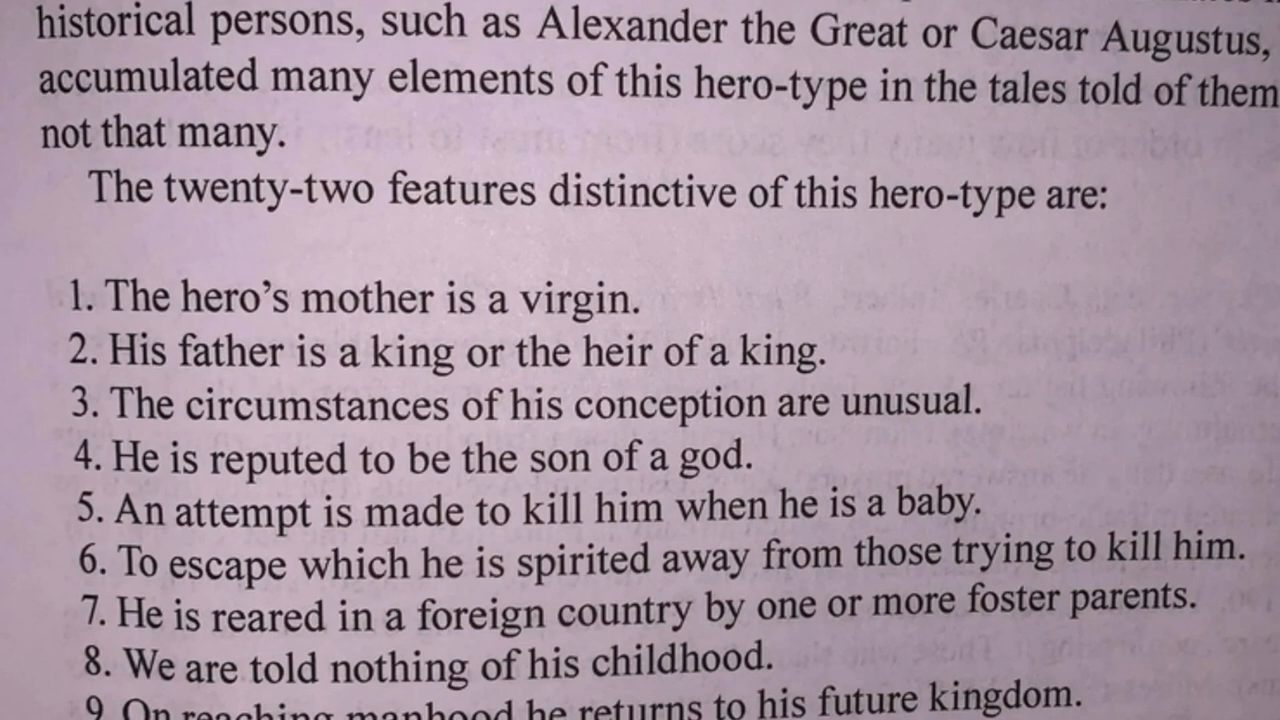 historical persons, such as Alexander the Great or Caesar Augustus,
accumulated many elements of this hero-type in the tales told of them
not that many.
The twenty-two features distinctive of this hero-type are:
1. The hero's mother is a virgin.
2. His father is a king or the heir of a king.
3. The circumstances of his conception are unusual.
4. He is reputed to be the son of a god.
5. An attempt is made to kill him when he is a baby.
6. To escape which he is spirited away from those trying to kill him.
7. He is reared in a foreign country by one or more foster parents.
8. We are told nothing of his childhood.
9. On reaching manhood he returns to his future kingdom.